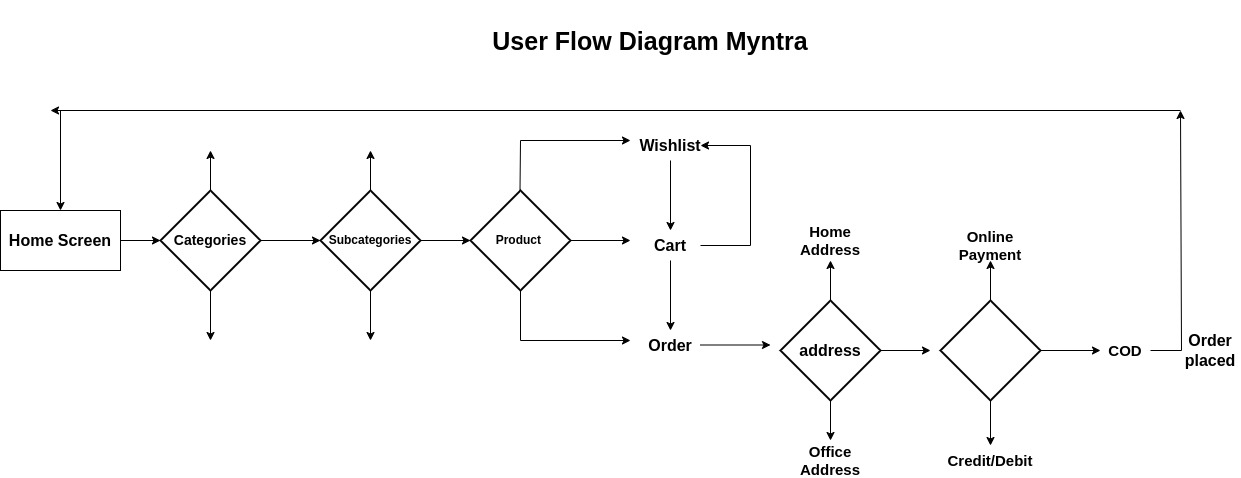 User Flow Diagram Myntra
Home Screen
Categories
Subcategories
Product
Wishlist
Cart
Order
Home
Address
address
Office
Address
Online
Payment
Credit/Debit
COD
Order
placed